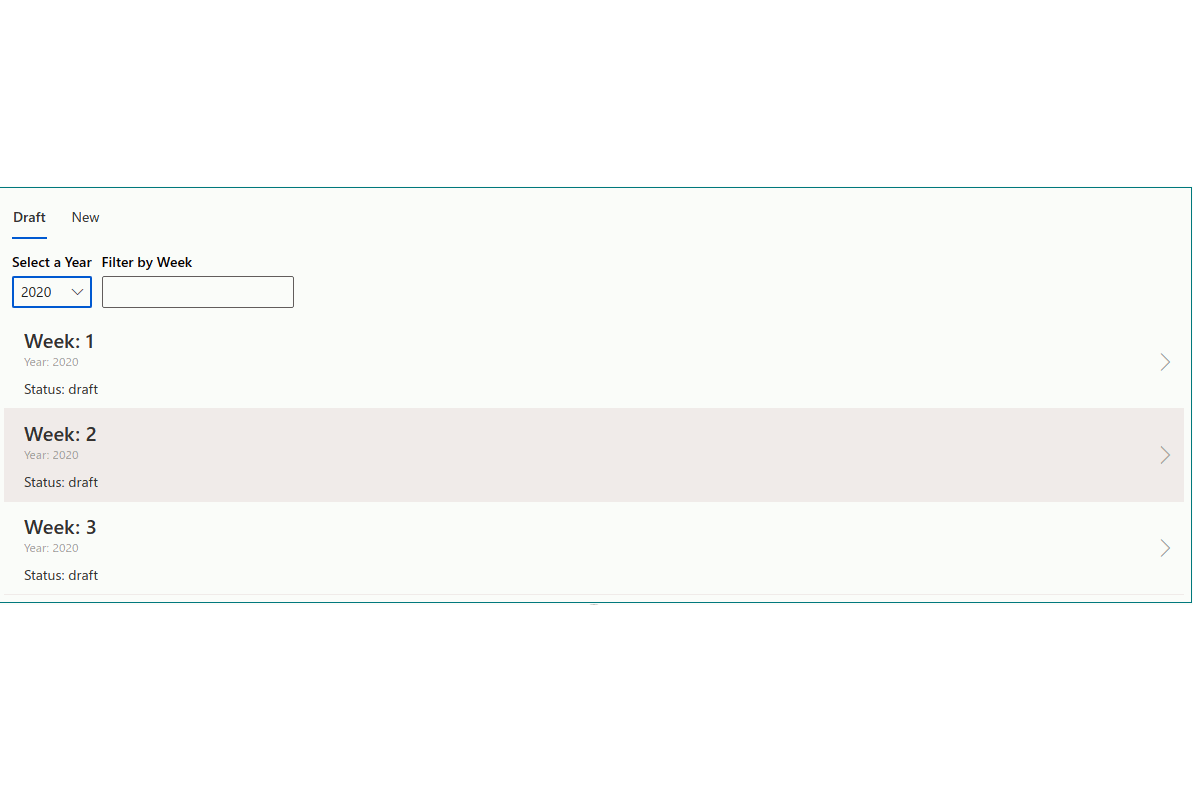 Draft New
Select a Year Filter by Week
2020
Week: 1
Year: 2020
Status: draft
Week: 2
Year: 2020
Status: draft
Week: 3
Year: 2020
Status: draft